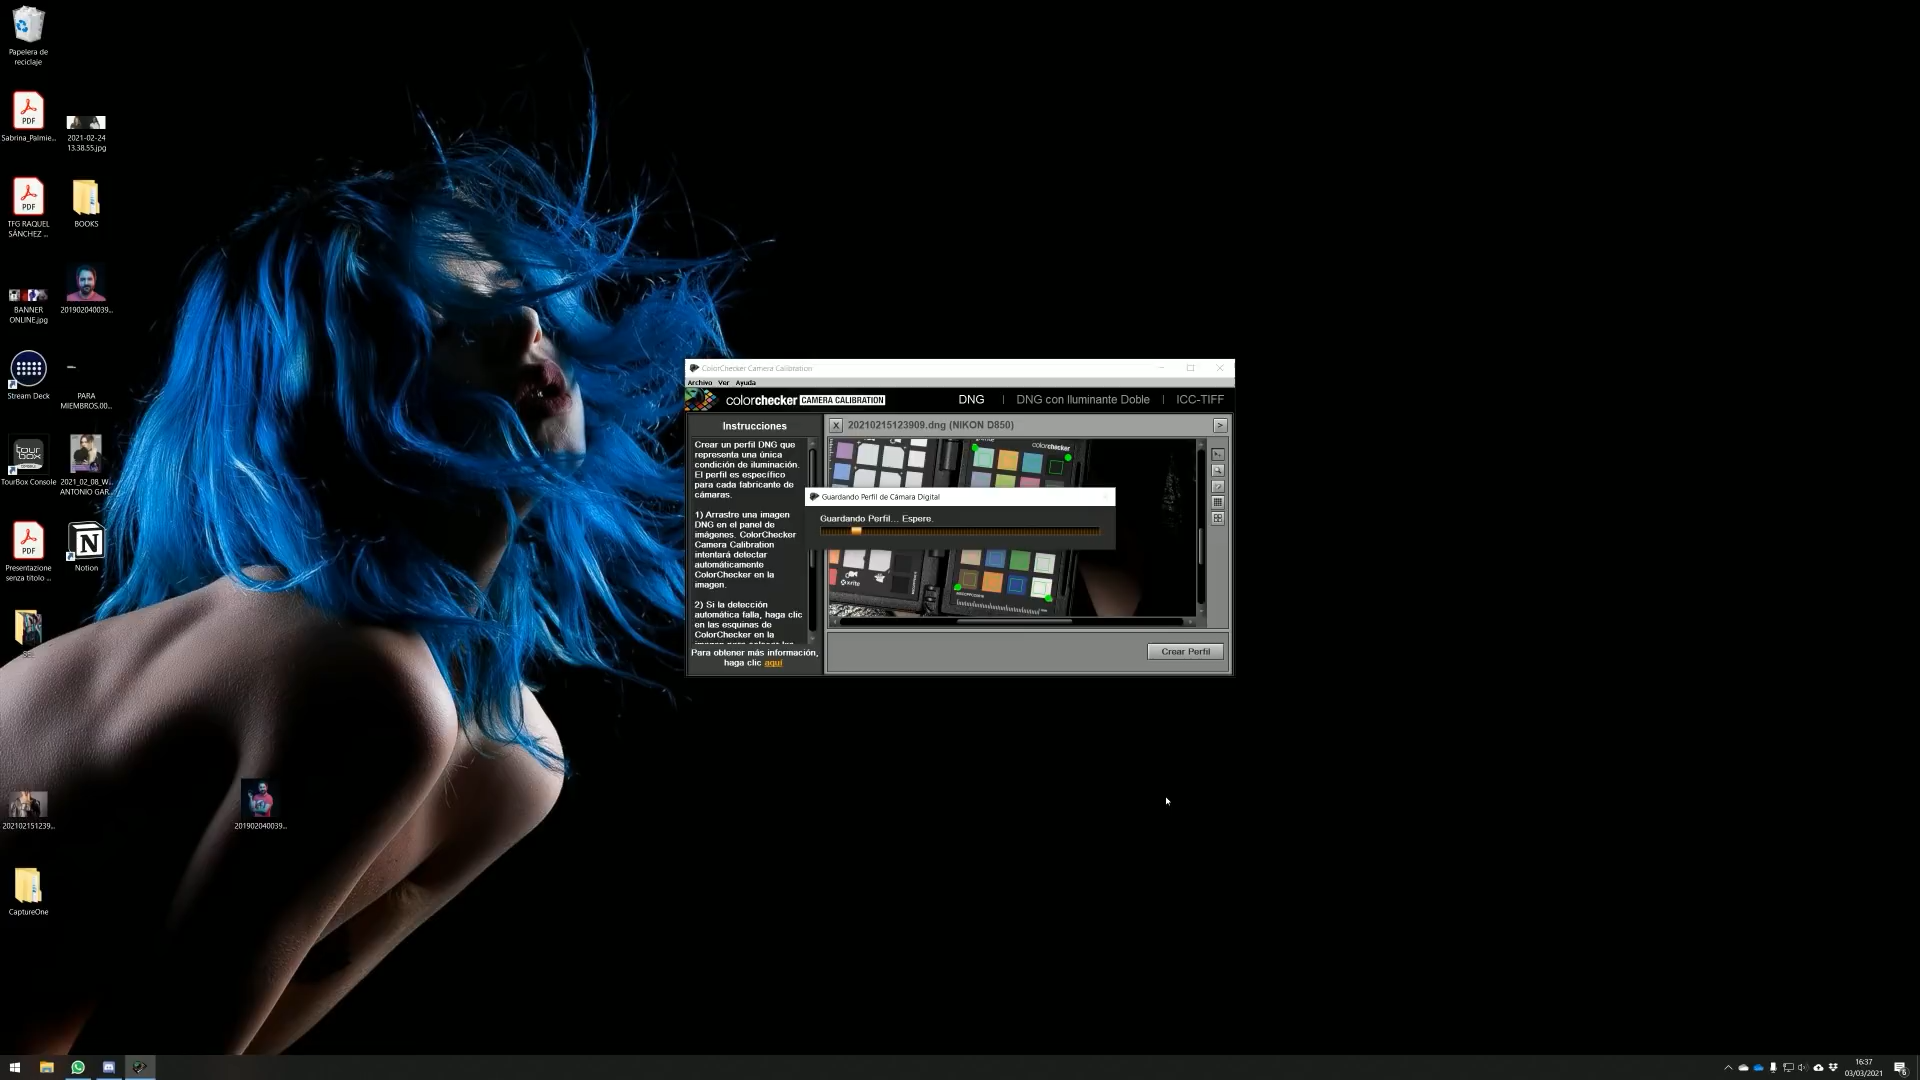 Papelera de
reciclaje
Sabrina_Palmie...
2021-02-24
13.38.55.jpg
TFG RAQUEL
SÁNCHEZ ...
BOOKS
BANNER
ONLINE.jpg
201902040039...
Stream Deck
PARA
MIEMBROS.00...
TourBox Console
2021_02_08_W...
ANTONIO GAR...
Presentazione
senza titolo ...
Notion
202102151239...
201902040039...
CaptureOne
ColorChecker Camera Calibration
Archivo Ver Ayuda
colorchecker CAMERA CALIBRATION
DNG | DNG con Iluminante Doble | ICC-TIFF
Instrucciones
Crear un perfil DNG que
representa una única
condición de iluminación.
El perfil es específico
para cada fabricante de
cámaras.
1) Arrastre una imagen
DNG en el panel de
imágenes. ColorChecker
Camera Calibration
intentará detectar
automáticamente
ColorChecker en la
imagen.
2) Si la detección
automática falla, haga clic
en las esquinas de
ColorChecker en la
Para obtener más información,
haga clic aquí
X 20210215123909.dng (NIKON D850) >
colorchecker
Guardando Perfil de Cámara Digital
Guardando Perfil... Espere.
x-rite
Crear Perfil
16:37
03/03/2021